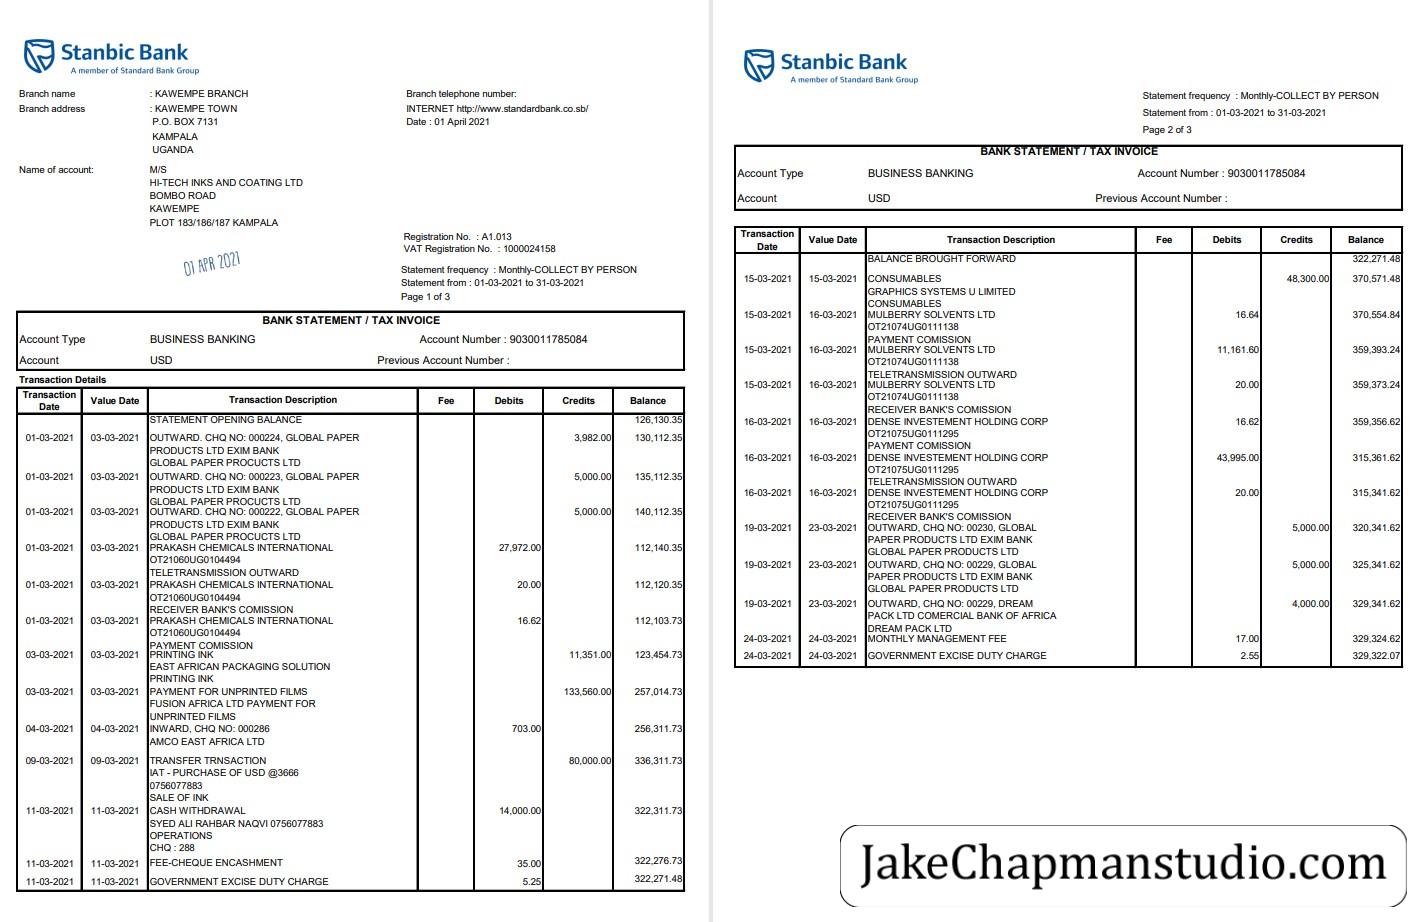 Stanbic Bank
A member of Standard Bank Group
Branch name : KAWEMPE BRANCH
Branch address : KAWEMPE TOWN
P.O. BOX 7131
KAMPALA
UGANDA
Branch telephone number:
INTERNET http://www.standardbank.co.sb/
Date : 01 April 2021
Name of account: M/S
HI-TECH INKS AND COATING LTD
BOMBO ROAD
KAWEMPE
PLOT 183/186/187 KAMPALA
01 APR 2021
Registration No. : A1.013
VAT Registration No. : 1000024158
Statement frequency : Monthly-COLLECT BY PERSON
Statement from : 01-03-2021 to 31-03-2021
Page 1 of 3
BANK STATEMENT / TAX INVOICE
Account Type BUSINESS BANKING Account Number : 9030011785084
Account USD Previous Account Number :
Transaction Details
Transaction Date Value Date Transaction Description Fee Debits Credits Balance
STATEMENT OPENING BALANCE 126,130.35
01-03-2021 03-03-2021 OUTWARD. CHQ NO: 000224, GLOBAL PAPER 3,982.00 130,112.35
PRODUCTS LTD EXIM BANK
GLOBAL PAPER PROCUCTS LTD
01-03-2021 03-03-2021 OUTWARD. CHQ NO: 000223, GLOBAL PAPER 5,000.00 135,112.35
PRODUCTS LTD EXIM BANK
GLOBAL PAPER PROCUCTS LTD
01-03-2021 03-03-2021 OUTWARD. CHQ NO: 000222, GLOBAL PAPER 5,000.00 140,112.35
PRODUCTS LTD EXIM BANK
GLOBAL PAPER PROCUCTS LTD
01-03-2021 03-03-2021 PRAKASH CHEMICALS INTERNATIONAL 27,972.00 112,140.35
OT21060UG0104494
TELETRANSMISSION OUTWARD
01-03-2021 03-03-2021 PRAKASH CHEMICALS INTERNATIONAL 20.00 112,120.35
OT21060UG0104494
RECEIVER BANK'S COMISSION
01-03-2021 03-03-2021 PRAKASH CHEMICALS INTERNATIONAL 16.62 112,103.73
OT21060UG0104494
PAYMENT COMISSION
03-03-2021 03-03-2021 PRINTING INK 11,351.00 123,454.73
EAST AFRICAN PACKAGING SOLUTION
PRINTING INK
03-03-2021 03-03-2021 PAYMENT FOR UNPRINTED FILMS 133,560.00 257,014.73
FUSION AFRICA LTD PAYMENT FOR
UNPRINTED FILMS
04-03-2021 04-03-2021 INWARD, CHQ NO: 000286 703.00 256,311.73
AMCO EAST AFRICA LTD
09-03-2021 09-03-2021 TRANSFER TRNSACTION 80,000.00 336,311.73
IAT - PURCHASE OF USD @3666
0756077883
SALE OF INK
11-03-2021 11-03-2021 CASH WITHDRAWAL 14,000.00 322,311.73
SYED ALI RAHBAR NAQVI 0756077883
OPERATIONS
CHQ : 288
11-03-2021 11-03-2021 FEE-CHEQUE ENCASHMENT 35.00 322,276.73
11-03-2021 11-03-2021 GOVERNMENT EXCISE DUTY CHARGE 5.25 322,271.48
Stanbic Bank
A member of Standard Bank Group
Statement frequency : Monthly-COLLECT BY PERSON
Statement from : 01-03-2021 to 31-03-2021
Page 2 of 3
BANK STATEMENT / TAX INVOICE
Account Type BUSINESS BANKING Account Number : 9030011785084
Account USD Previous Account Number :
Transaction Date Value Date Transaction Description Fee Debits Credits Balance
BALANCE BROUGHT FORWARD 322,271.48
15-03-2021 15-03-2021 CONSUMABLES 48,300.00 370,571.48
GRAPHICS SYSTEMS U LIMITED
CONSUMABLES
15-03-2021 16-03-2021 MULBERRY SOLVENTS LTD 16.64 370,554.84
OT21074UG0111138
PAYMENT COMISSION
15-03-2021 16-03-2021 MULBERRY SOLVENTS LTD 11,161.60 359,393.24
OT21074UG0111138
TELETRANSMISSION OUTWARD
15-03-2021 16-03-2021 MULBERRY SOLVENTS LTD 20.00 359,373.24
OT21074UG0111138
RECEIVER BANK'S COMISSION
16-03-2021 16-03-2021 DENSE INVESTEMENT HOLDING CORP 16.62 359,356.62
OT21075UG0111295
PAYMENT COMISSION
16-03-2021 16-03-2021 DENSE INVESTEMENT HOLDING CORP 43,995.00 315,361.62
OT21075UG0111295
TELETRANSMISSION OUTWARD
16-03-2021 16-03-2021 DENSE INVESTEMENT HOLDING CORP 20.00 315,341.62
OT21075UG0111295
RECEIVER BANK'S COMISSION
19-03-2021 23-03-2021 OUTWARD, CHQ NO: 00230, GLOBAL 5,000.00 320,341.62
PAPER PRODUCTS LTD EXIM BANK
GLOBAL PAPER PRODUCTS LTD
19-03-2021 23-03-2021 OUTWARD, CHQ NO: 00229, GLOBAL 5,000.00 325,341.62
PAPER PRODUCTS LTD EXIM BANK
GLOBAL PAPER PRODUCTS LTD
19-03-2021 23-03-2021 OUTWARD, CHQ NO: 00229, DREAM 4,000.00 329,341.62
PACK LTD COMERCIAL BANK OF AFRICA
DREAM PACK LTD
24-03-2021 24-03-2021 MONTHLY MANAGEMENT FEE 17.00 329,324.62
24-03-2021 24-03-2021 GOVERNMENT EXCISE DUTY CHARGE 2.55 329,322.07
JakeChapmanstudio.com